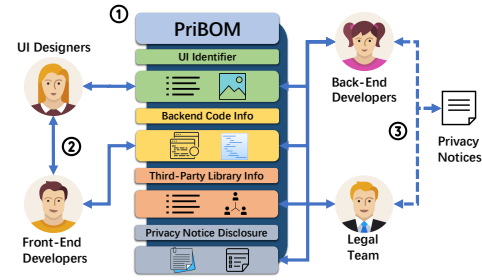 ①
PriBOM
UI Designers
UI Identifier
Back-End
Developers
Backend Code Info
②
③
Privacy
Notices
Third-Party Library Info
Front-End
Developers
Privacy Notice Disclosure
Legal
Team